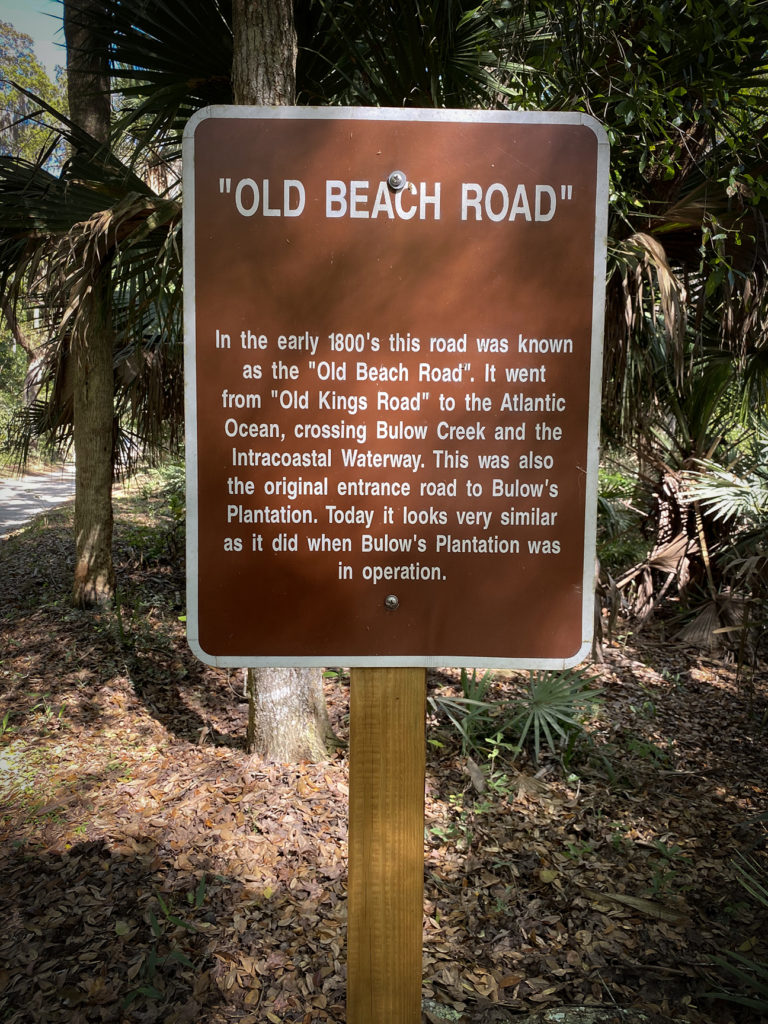 "OLD BEACH ROAD"
In the early 1800's this road was known
as the "Old Beach Road". It went
from "Old Kings Road" to the Atlantic
Ocean, crossing Bulow Creek and the
Intracoastal Waterway. This was also
the original entrance road to Bulow's
Plantation. Today it looks very similar
as it did when Bulow's Plantation was
in operation.